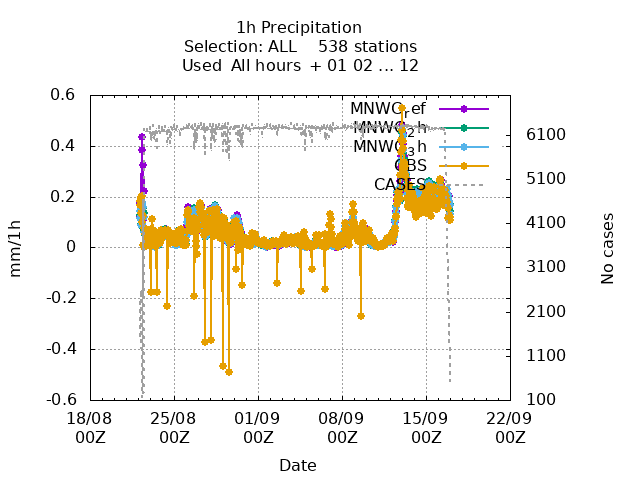 1h Precipitation
Selection: ALL    538 stations
Used  All hours  + 01 02 ... 12
MNWC_ref
MNWC_2h
MNWC_3h
OBS
CASES
0.6
0.4
0.2
0
-0.2
-0.4
-0.6
mm/1h
6100
5100
4100
3100
2100
1100
100
No cases
18/08 25/08 01/09 08/09 15/09 22/09
00Z 00Z 00Z 00Z 00Z 00Z
Date